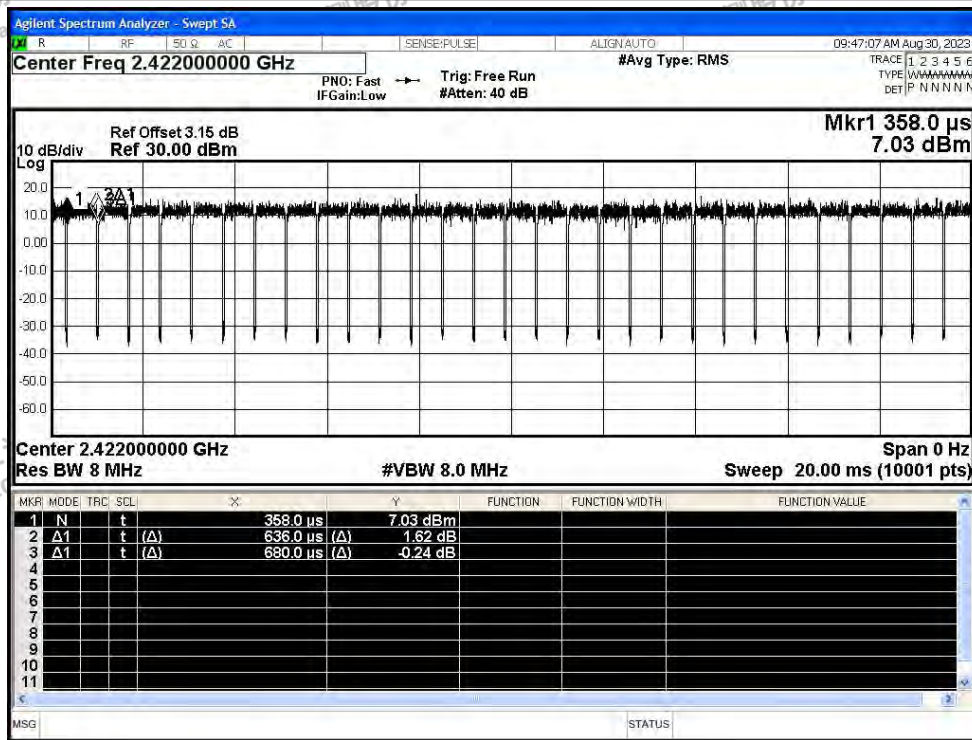 Agilent Spectrum Analyzer - Swept SA
R RF 50 Ω AC SENSE:PULSE ALIGNAUTO 09:47:07 AM Aug 30, 2023
Center Freq 2.422000000 GHz
#Avg Type: RMS
TRACE 1 2 3 4 5 6
PNO: Fast
Trig: Free Run
TYPE
IFGain:Low
#Atten: 40 dB
DET P N N N N N
Mkr1 358.0 µs
7.03 dBm
Ref Offset 3.15 dB
10 dB/div Ref 30.00 dBm
Log
20.0
1
10.0
0.00
-10.0
-20.0
-30.0
-40.0
-50.0
-60.0
Center 2.422000000 GHz Span 0 Hz
Res BW 8 MHz #VBW 8.0 MHz Sweep 20.00 ms (10001 pts)
MKR MODE TRC SCL X Y FUNCTION FUNCTION WIDTH FUNCTION VALUE
1 N t 358.0 µs 7.03 dBm
2 Δ1 t (Δ) 636.0 µs (Δ) 1.62 dB
3 Δ1 t (Δ) 680.0 µs (Δ) -0.24 dB
4
5
6
7
8
9
10
11
MSG STATUS